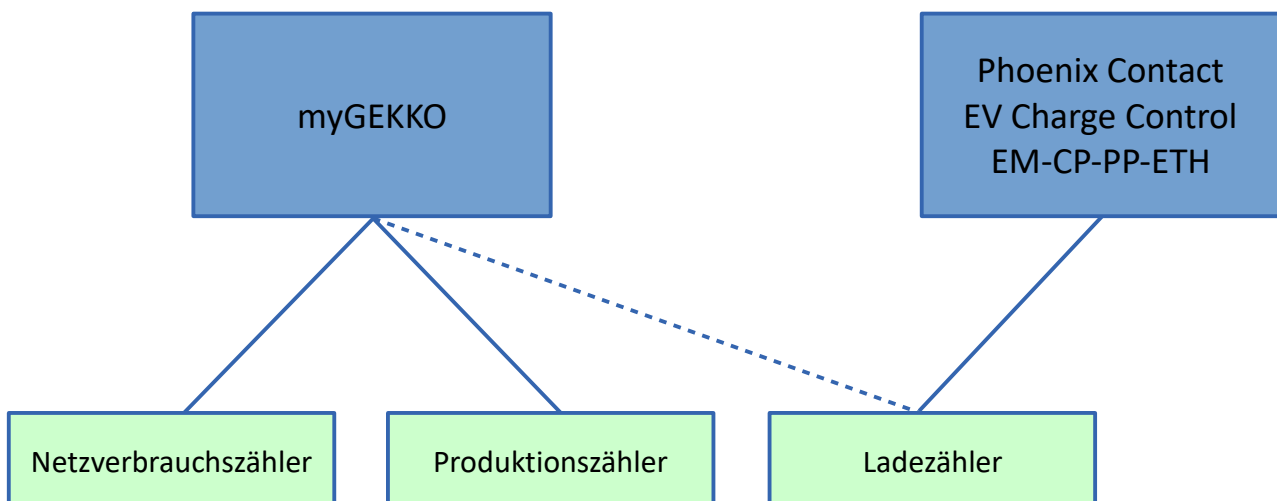 myGEKKO
Phoenix Contact
EV Charge Control
EM-CP-PP-ETH
Netzverbrauchszähler
Produktionszähler
Ladezähler